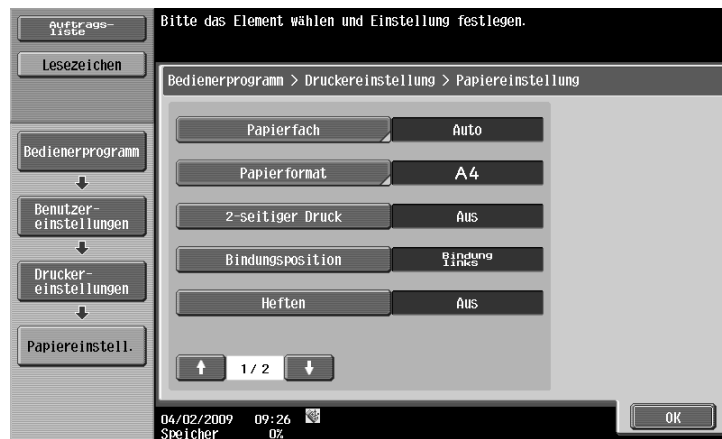 Auftrags-
liste
Lesezeichen
Bedienerprogramm
Benutzer-
einstellungen
Drucker-
einstellungen
Papiereinstell.
Bitte das Element wählen und Einstellung festlegen.
Bedienerprogramm > Druckereinstellung > Papiereinstellung
Papierfach Auto
Papierformat A4
2-seitiger Druck Aus
Bindungsposition Bindung
links
Heften Aus
1/ 2
04/02/2009 09:26
Speicher 0%
OK